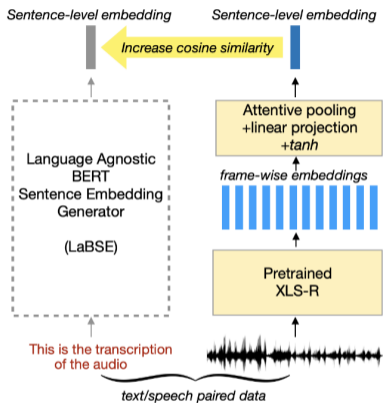 Sentence-level embedding
Sentence-level embedding
Increase cosine similarity
Language Agnostic
BERT
Sentence Embedding
Generator
(LaBSE)
Attentive pooling
+linear projection
+tanh
frame-wise embeddings
Pretrained
XLS-R
This is the transcription
of the audio
text/speech paired data